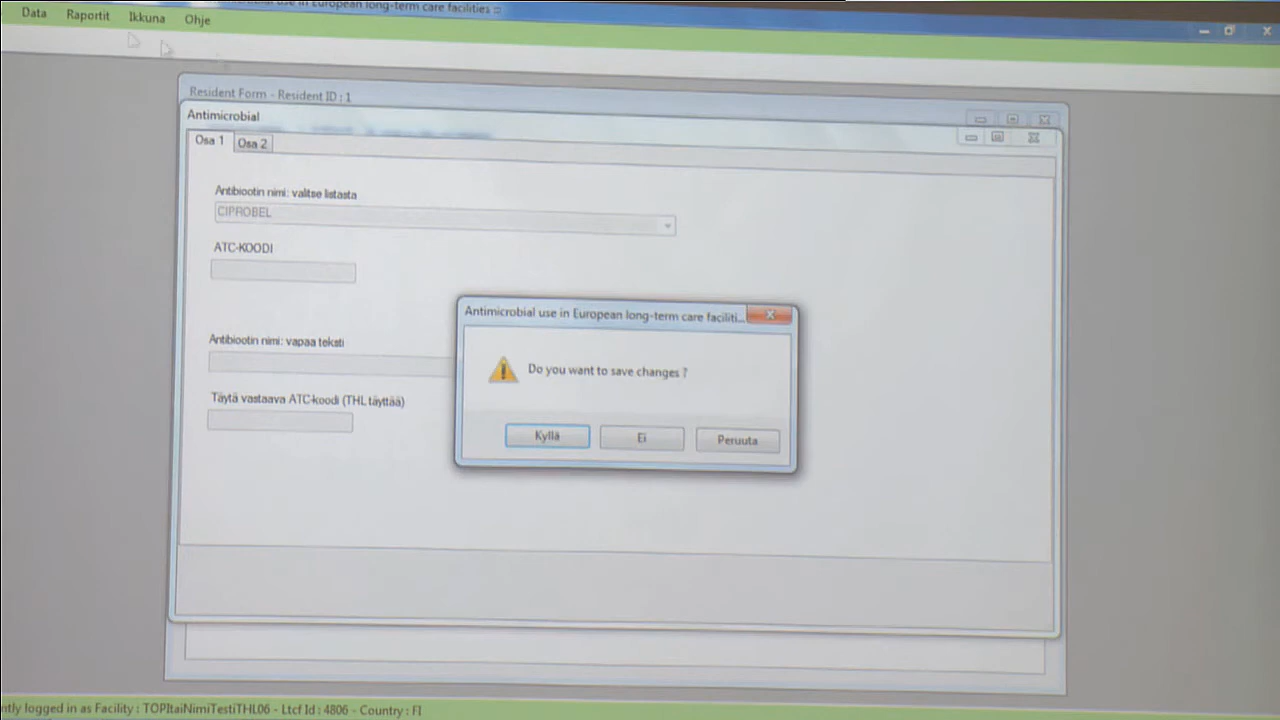 use in European long-term care facilities
Data Raportit Ikkuna Ohje
Resident Form - Resident ID : 1
Antimicrobial
Osa 1 Osa 2
Antibiootin nimi: valitse listasta
CIPROBEL
ATC-KOODI
Antibiootin nimi: vapaa teksti
Täytä vastaava ATC-koodi (THL täyttää)
Antimicrobial use in European long-term care faciliti...
Do you want to save changes ?
Kyllä Ei Peruuta
ntly logged in as Facility : TOPItaiNimiTestiTHL06 - Ltcf Id : 4806 - Country : FI